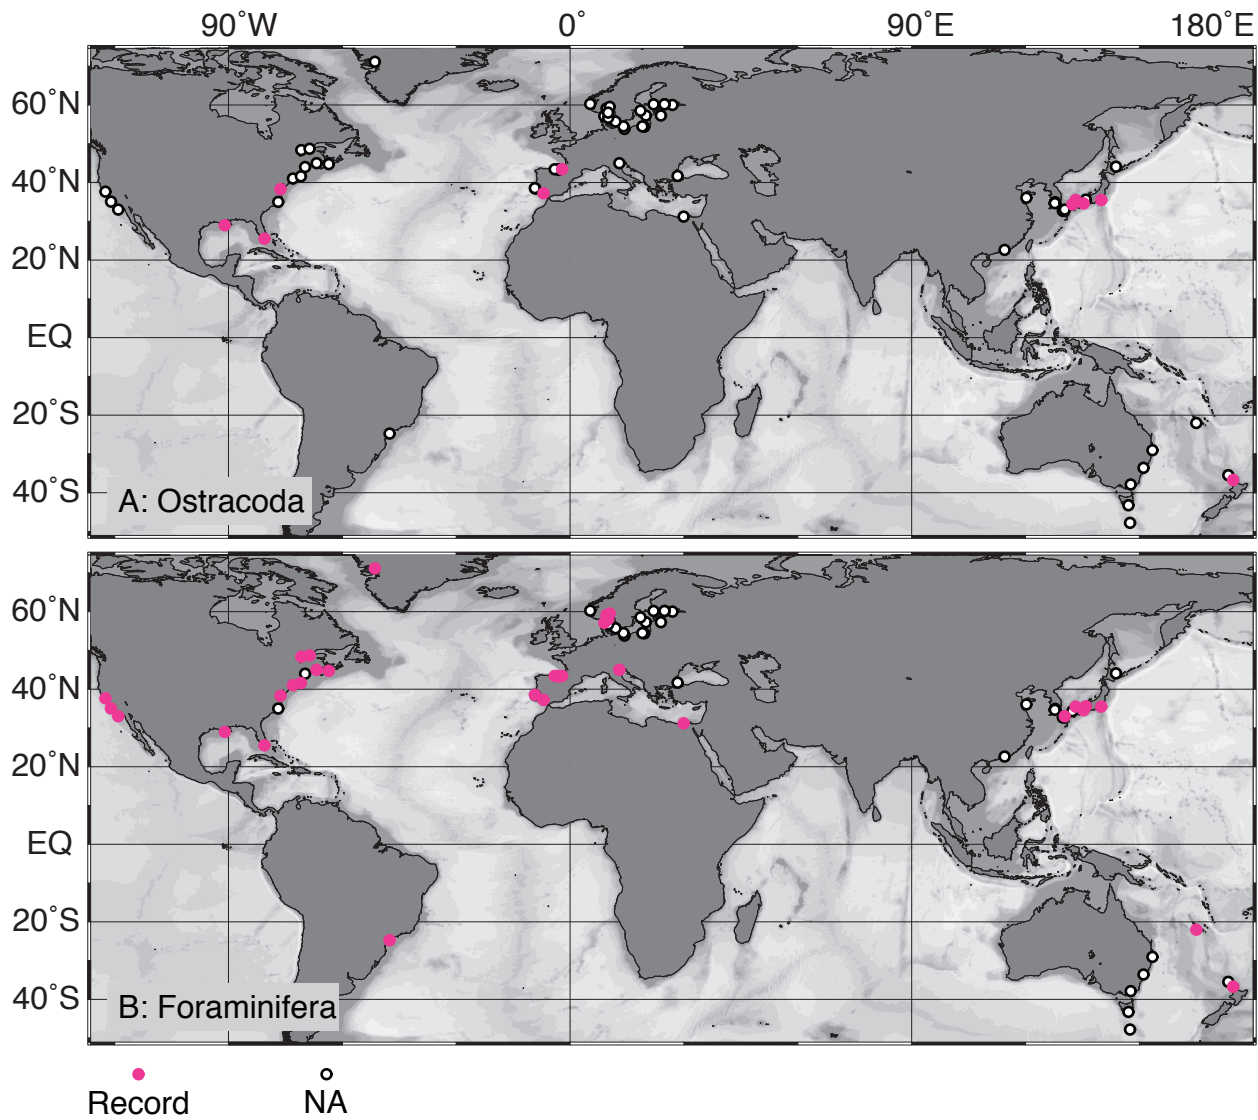 90˚W 0˚ 90˚E 180˚E
60˚N
40˚N
20˚N
EQ
20˚S
40˚S
A: Ostracoda
60˚N
40˚N
20˚N
EQ
20˚S
40˚S
B: Foraminifera
Record NA